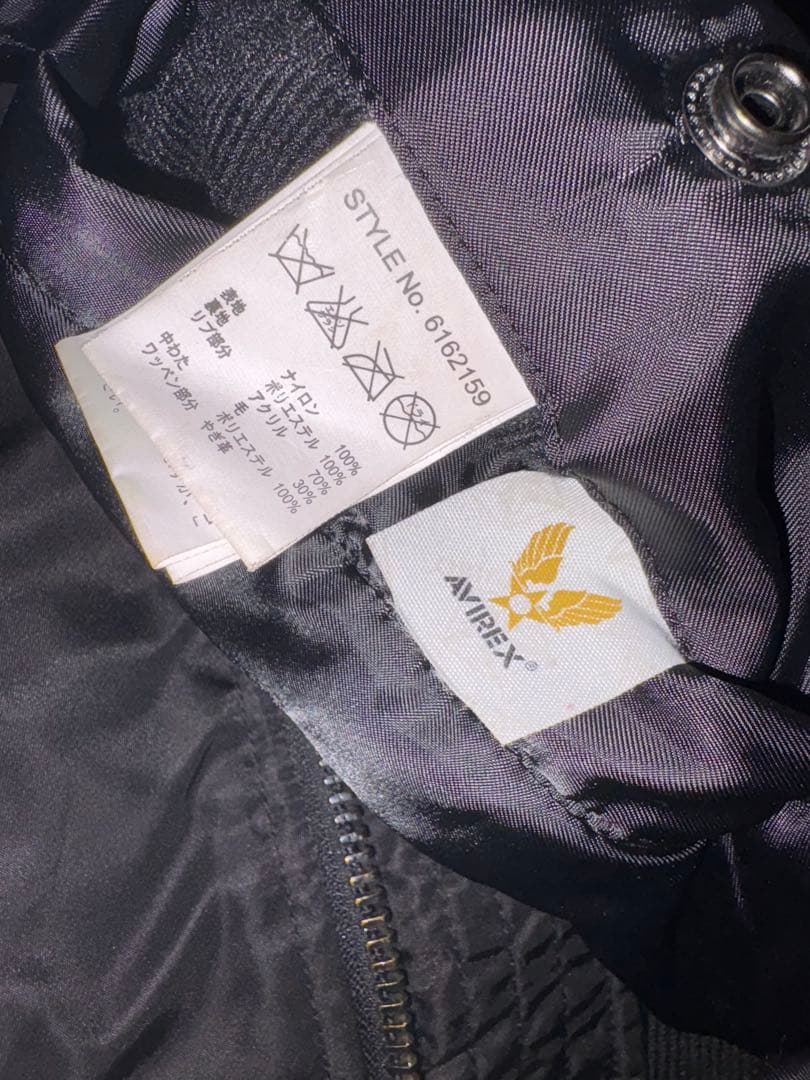 STYLE No. 6162159
表地 ナイロン 100%
裏地 ポリエステル 100%
リブ部分 アクリル 70%
毛 30%
中わた ポリエステル 100%
ワッペン部分 やぎ革
さい。
AVIREX®